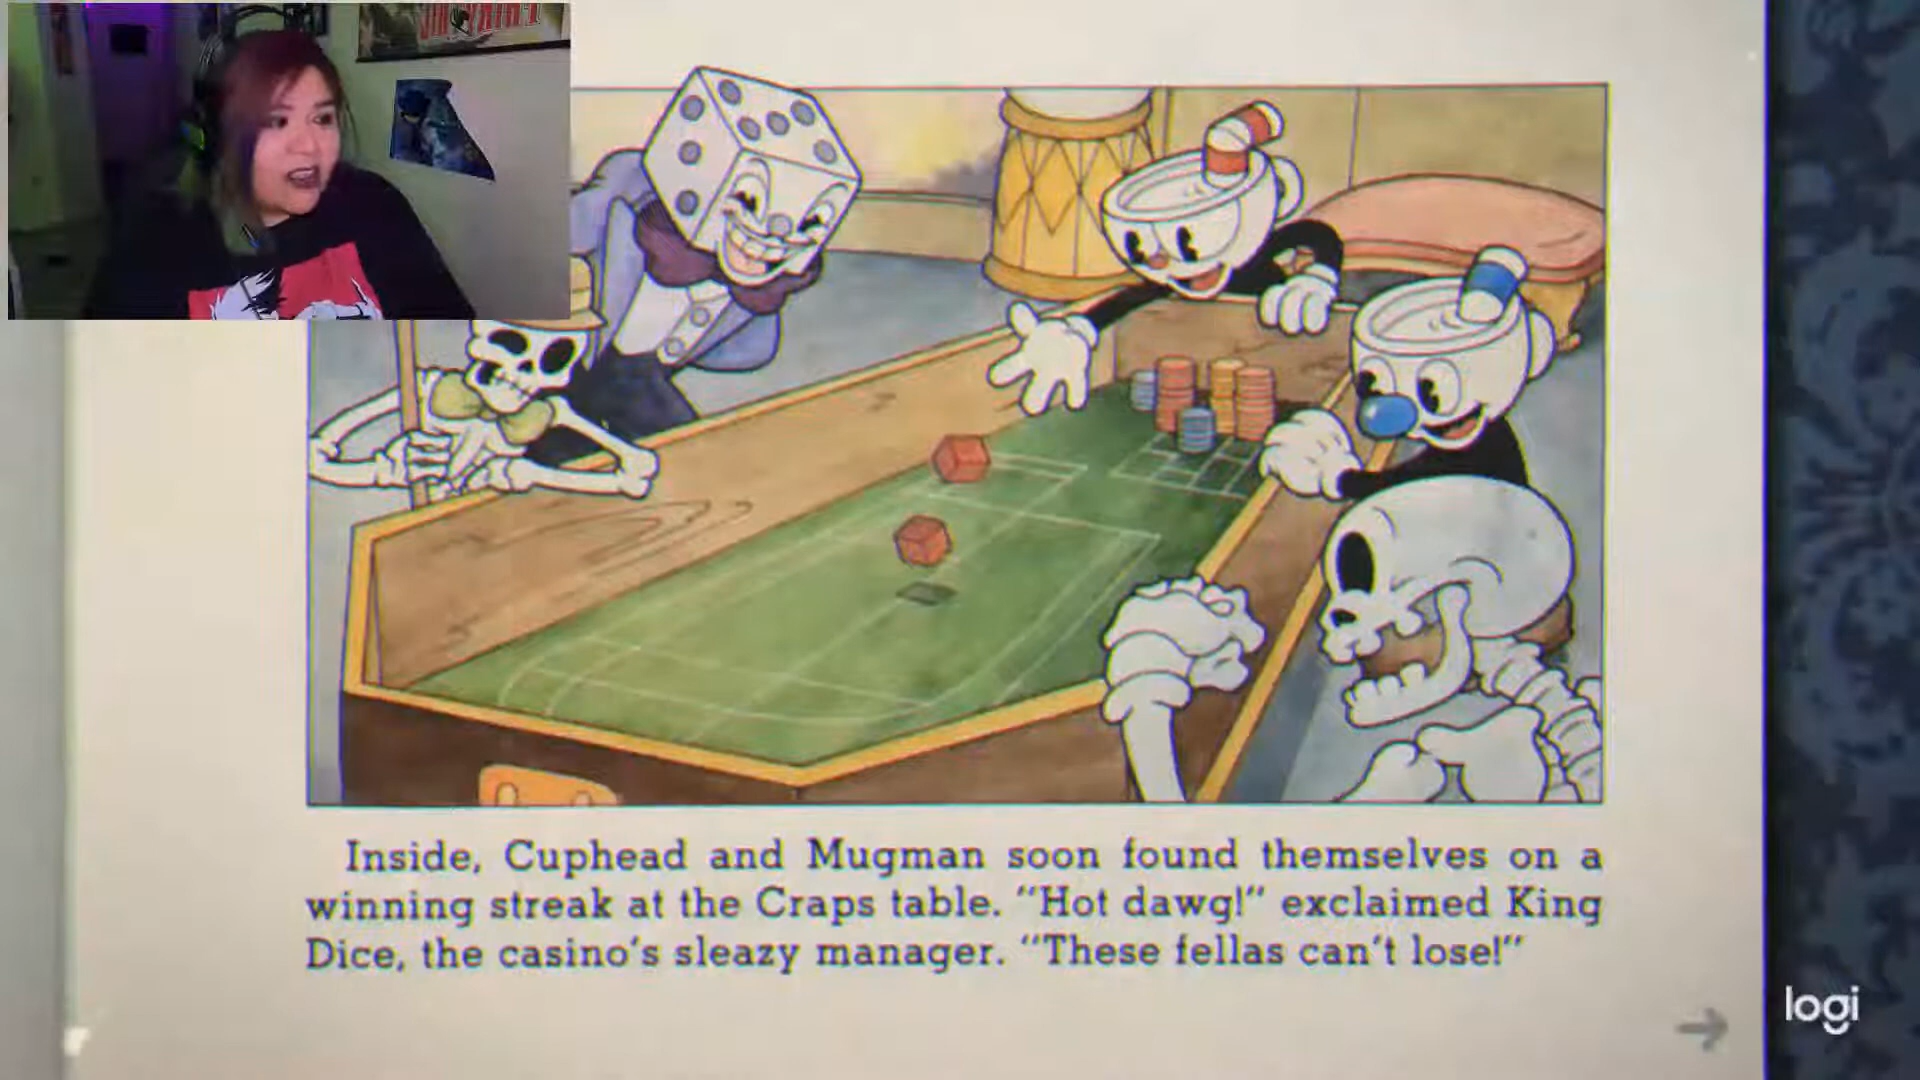 Inside, Cuphead and Mugman soon found themselves on a
winning streak at the Craps table. “Hot dawg!” exclaimed King
Dice, the casino's sleazy manager. “These fellas can't lose!”
logi